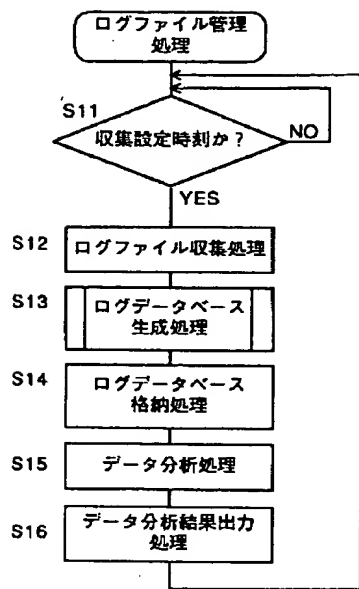 ログファイル管理
処理
S11
収集設定時刻か？
NO
YES
S12
ログファイル収集処理
S13
ログデータベース
生成処理
S14
ログデータベース
格納処理
S15
データ分析処理
S16
データ分析結果出力
処理